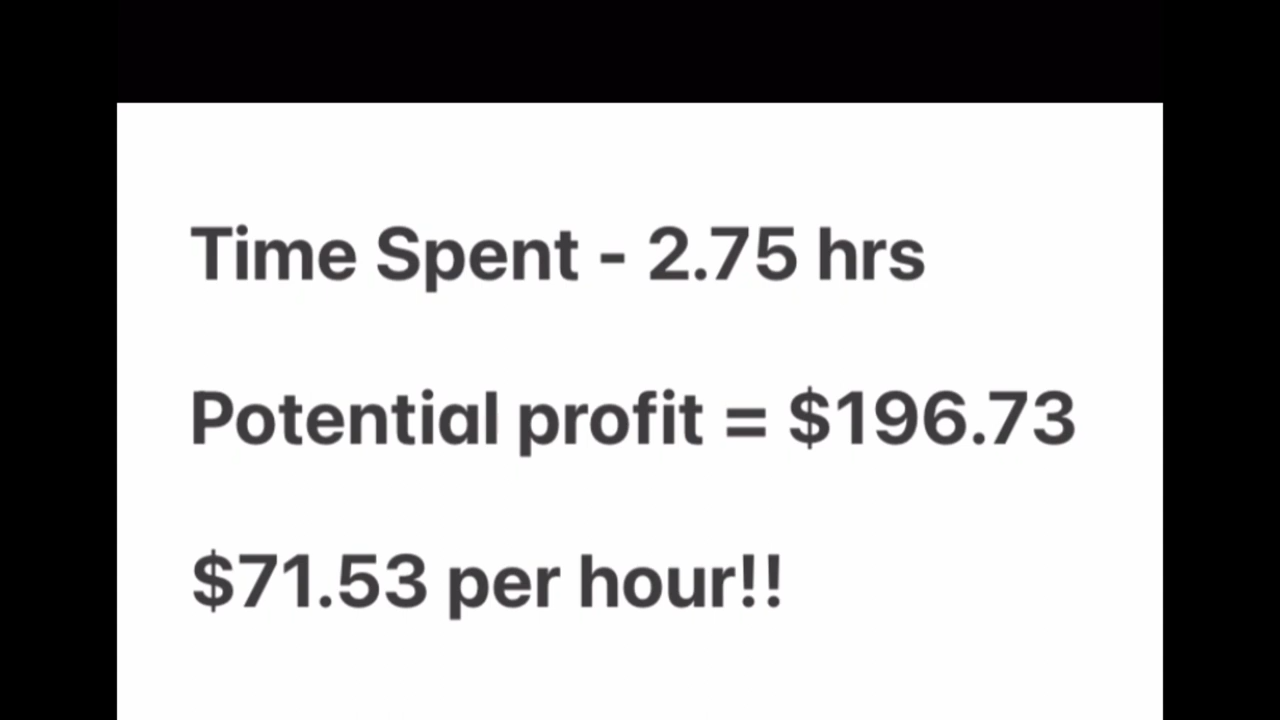 Time Spent - 2.75 hrs
Potential profit = $196.73
$71.53 per hour!!